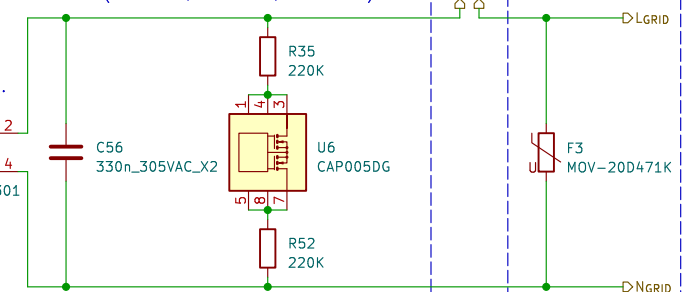 LGRID
R35
220K
1
4
3
2
4
C56
330n_305VAC_X2
U6
CAP005DG
U
F3
MOV-20D471K
5
8
7
R52
220K
NGRID